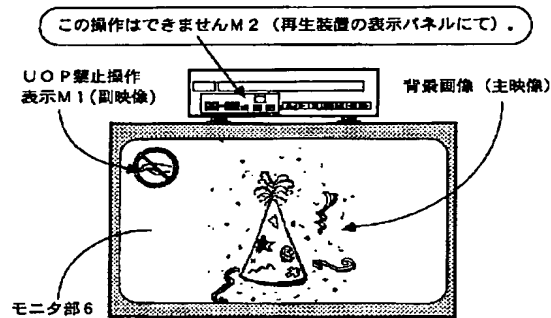 この操作はできませんM2（再生装置の表示パネルにて）.
UOP禁止操作
表示M1(副映像)
背景画像（主映像）
モニタ部6